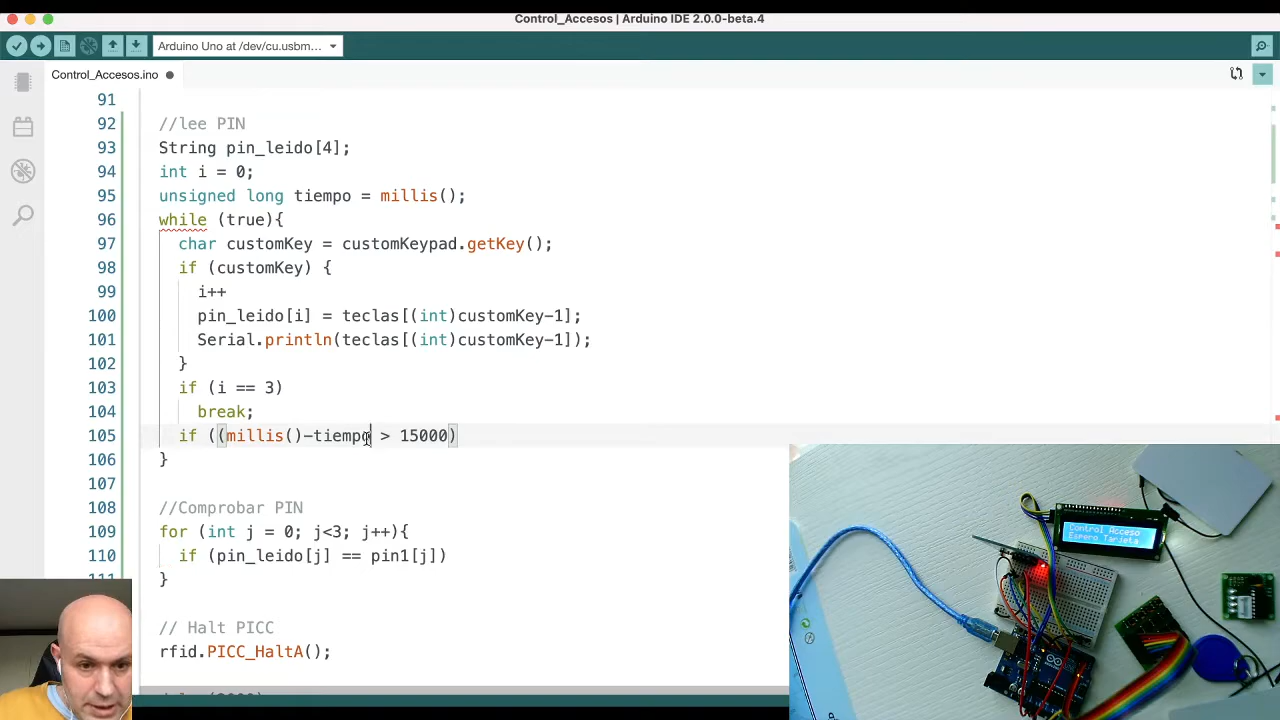 Control_Accesos | Arduino IDE 2.0.0-beta.4
Arduino Uno at /dev/cu.usbm...
Control_Accesos.ino
91
92 //lee PIN
93 String pin_leido[4];
94 int i = 0;
95 unsigned long tiempo = millis();
96 while (true){
97 char customKey = customKeypad.getKey();
98 if (customKey) {
99 i++
100 pin_leido[i] = teclas[(int)customKey-1];
101 Serial.println(teclas[(int)customKey-1]);
102 }
103 if (i == 3)
104 break;
105 if ((millis()-tiempo > 15000)
106 }
107
108 //Comprobar PIN
109 for (int j = 0; j<3; j++){
110 if (pin_leido[j] == pin1[j])
111 }
// Halt PICC
rfid.PICC_HaltA();
Control Acceso
Espero Tarjeta